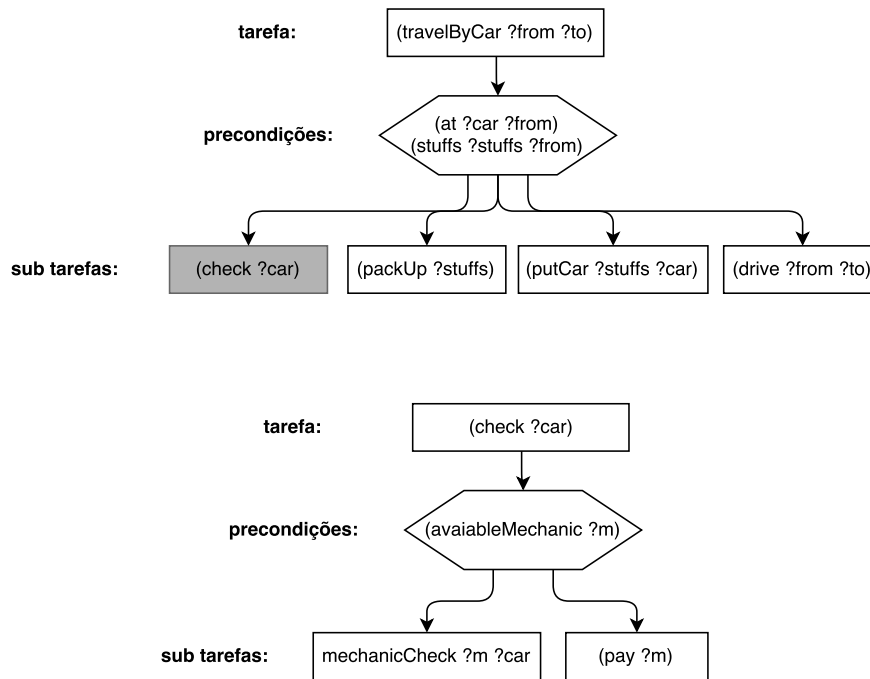 tarefa: (travelByCar ?from ?to)
precondições: (at ?car ?from)
(stuffs ?stuffs ?from)
sub tarefas: (check ?car) (packUp ?stuffs) (putCar ?stuffs ?car) (drive ?from ?to)
tarefa: (check ?car)
precondições: (avaiableMechanic ?m)
sub tarefas: mechanicCheck ?m ?car (pay ?m)